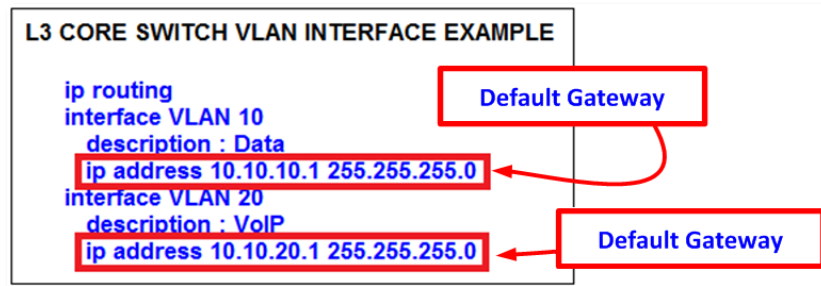 L3 CORE SWITCH VLAN INTERFACE EXAMPLE
ip routing
interface VLAN 10
description : Data
ip address 10.10.10.1 255.255.255.0
interface VLAN 20
description : VoIP
ip address 10.10.20.1 255.255.255.0
Default Gateway
Default Gateway